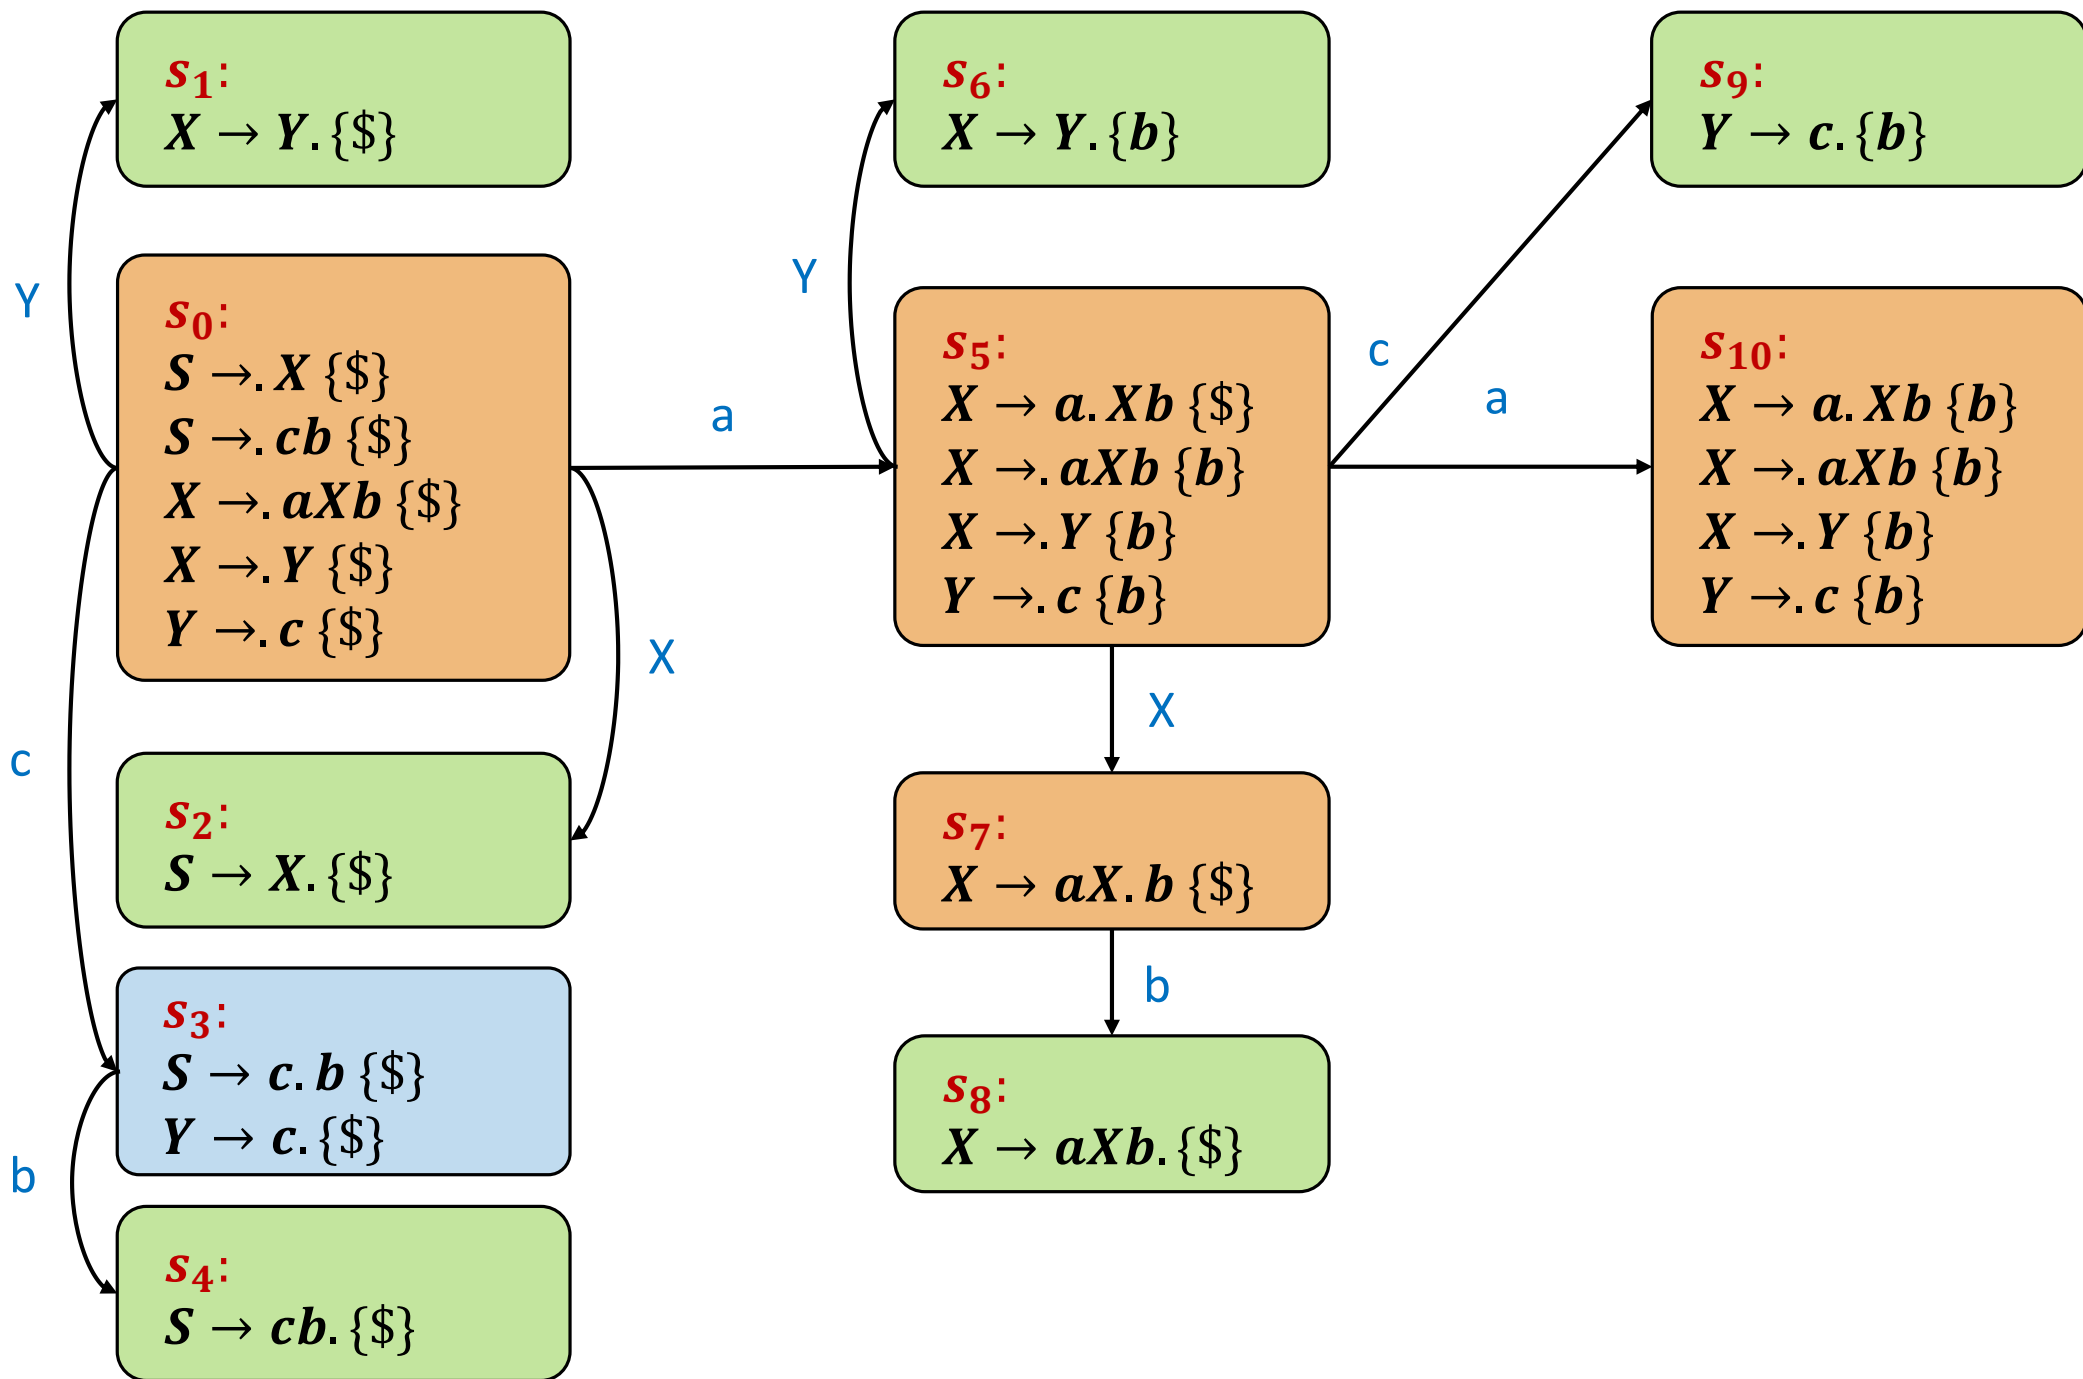 s₁:
X → Y. {$}
Y
s₀:
S →. X {$}
S →. cb {$}
X →. aXb {$}
X →. Y {$}
Y →. c {$}
c
X
a
s₂:
S → X. {$}
s₃:
S → c. b {$}
Y → c. {$}
b
s₄:
S → cb. {$}
s₆:
X → Y. {b}
Y
s₅:
X → a. Xb {$}
X →. aXb {b}
X →. Y {b}
Y →. c {b}
c
a
X
s₇:
X → aX. b {$}
b
s₈:
X → aXb. {$}
s₉:
Y → c. {b}
s₁₀:
X → a. Xb {b}
X →. aXb {b}
X →. Y {b}
Y →. c {b}